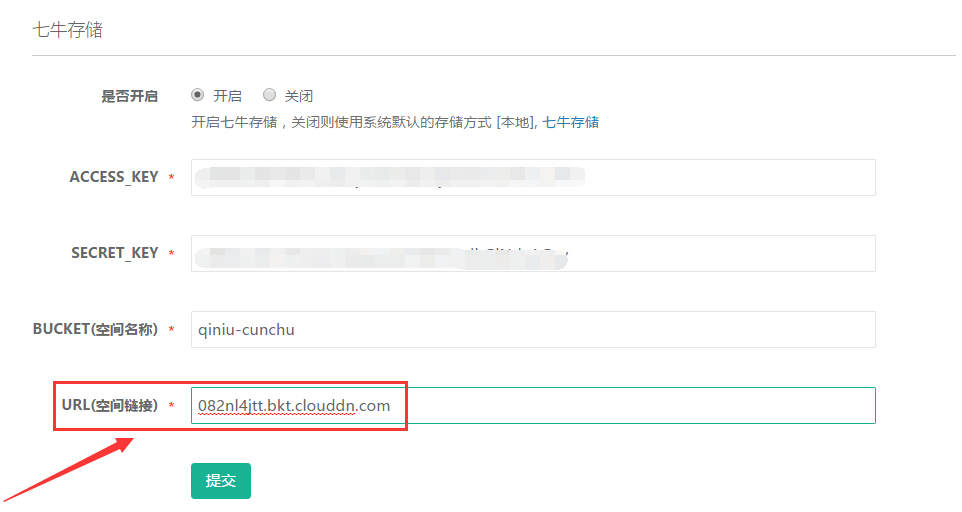 七牛存储
是否开启 开启 关闭
开启七牛存储，关闭则使用系统默认的存储方式 [本地], 七牛存储
ACCESS_KEY *
SECRET_KEY *
BUCKET(空间名称) * qiniu-cunchu
URL(空间链接) * 082nl4jtt.bkt.clouddn.com
提交